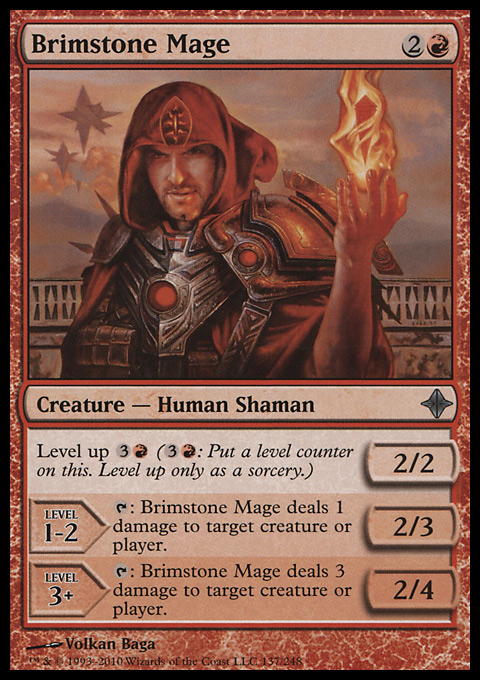 Brimstone Mage 2
Creature — Human Shaman
Level up 3 (3 : Put a level counter
on this. Level up only as a sorcery.)
2/2
LEVEL
1-2
: Brimstone Mage deals 1
damage to target creature or
player.
2/3
LEVEL
3+
: Brimstone Mage deals 3
damage to target creature or
player.
2/4
Volkan Baga
™ & © 1993–2010 Wizards of the Coast LLC 137/248